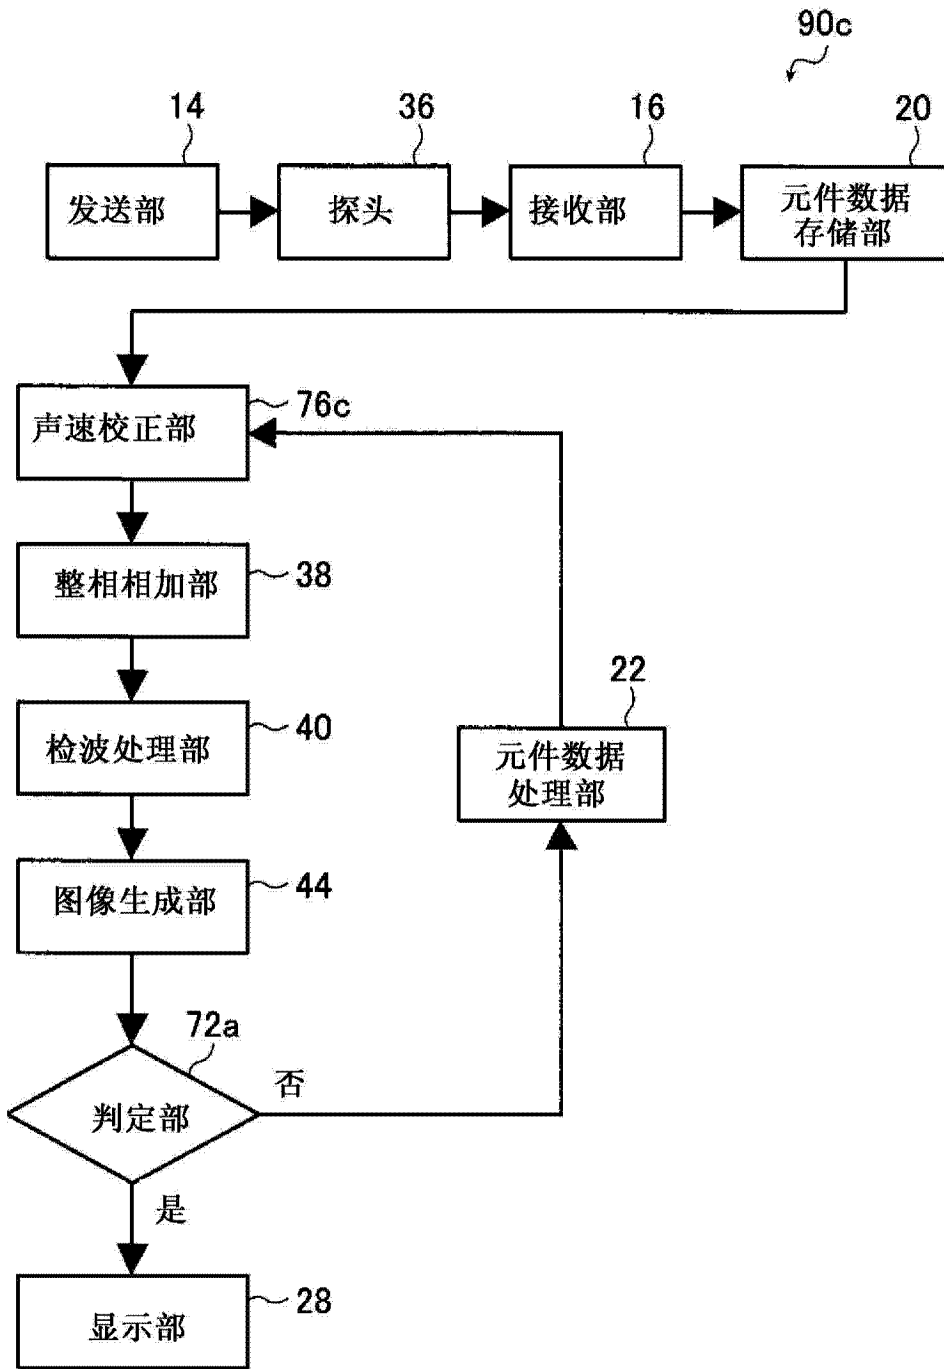 90c
14
36
16
20
发送部
探头
接收部
元件数据
存储部
声速校正部
76c
整相相加部
38
检波处理部
40
22
元件数据
处理部
图像生成部
44
72a
判定部
否
是
显示部
28